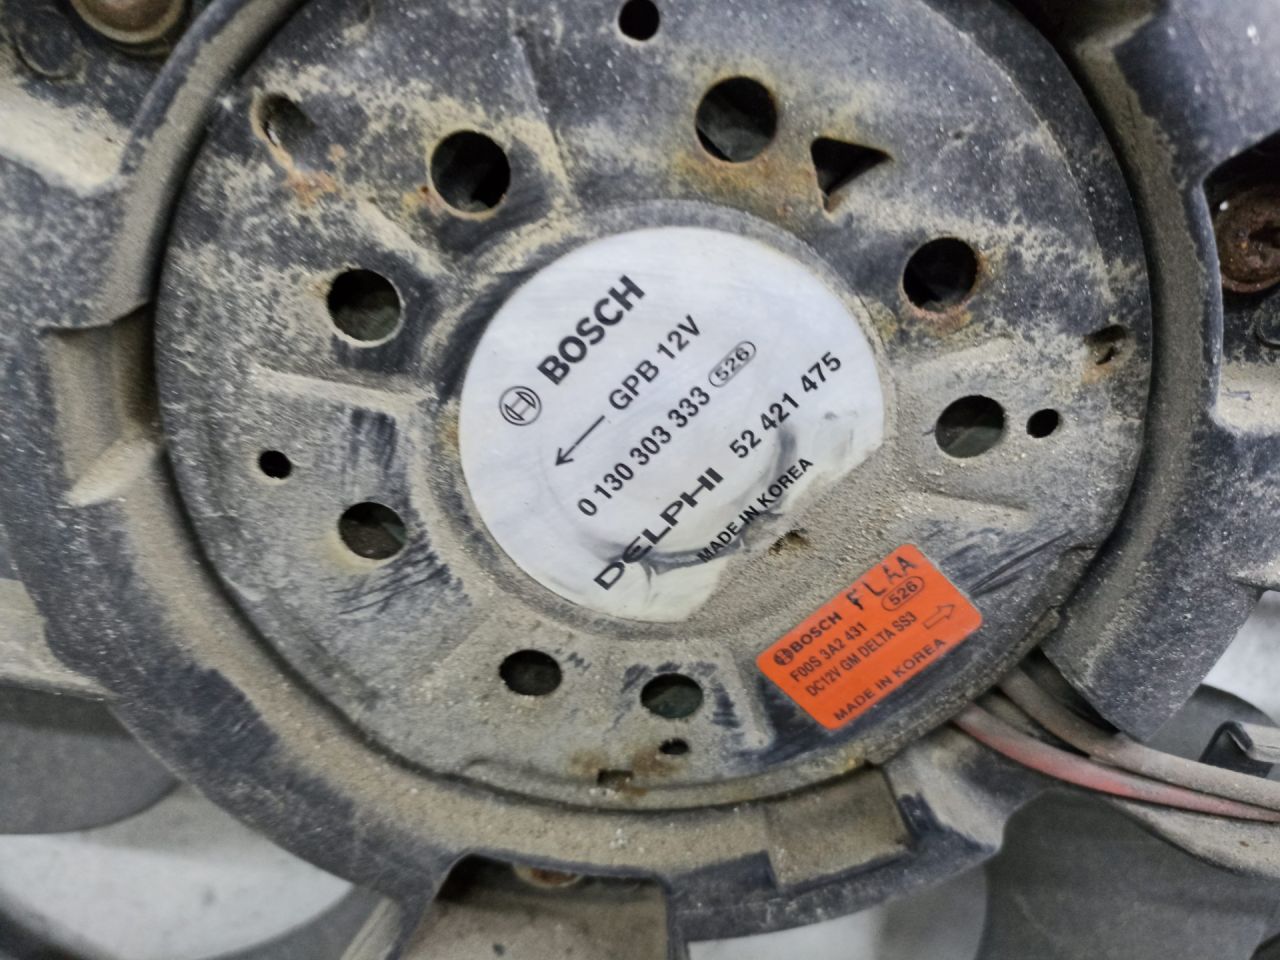 BOSCH
GPB 12V
0 130 303 333 526
DELPHI 52 421 475
MADE IN KOREA
BOSCH FLAA
F00S 3A2 431 526
DC12V GM DELTA SS3
MADE IN KOREA